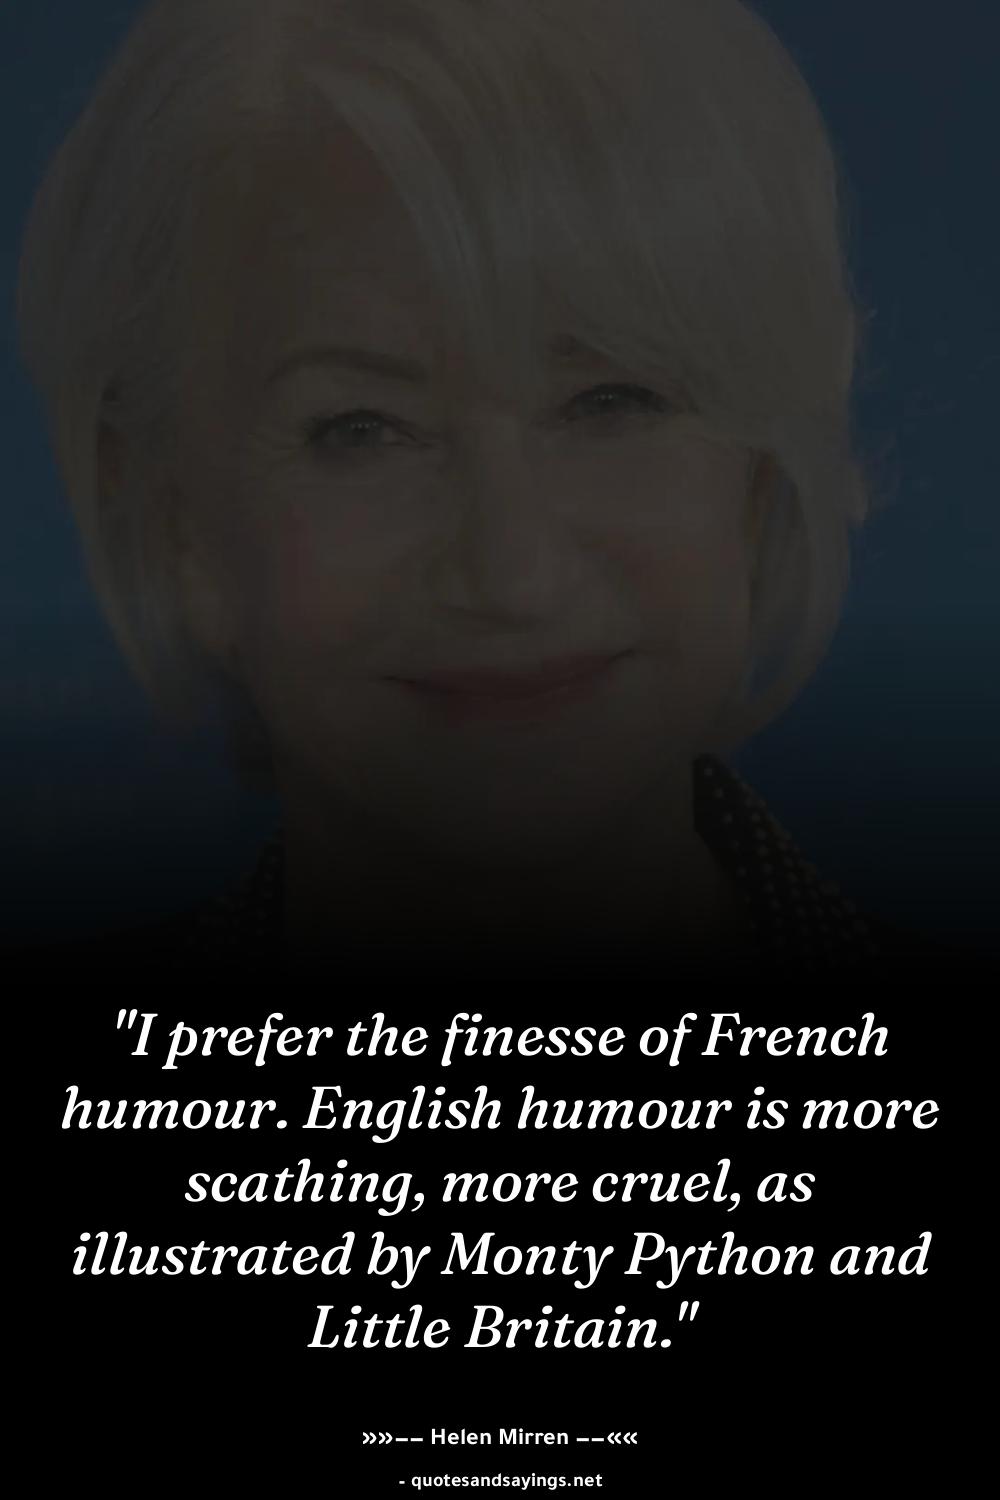 "I prefer the finesse of French
humour. English humour is more
scathing, more cruel, as
illustrated by Monty Python and
Little Britain."
»»−− Helen Mirren −−««
- quotesandsayings.net